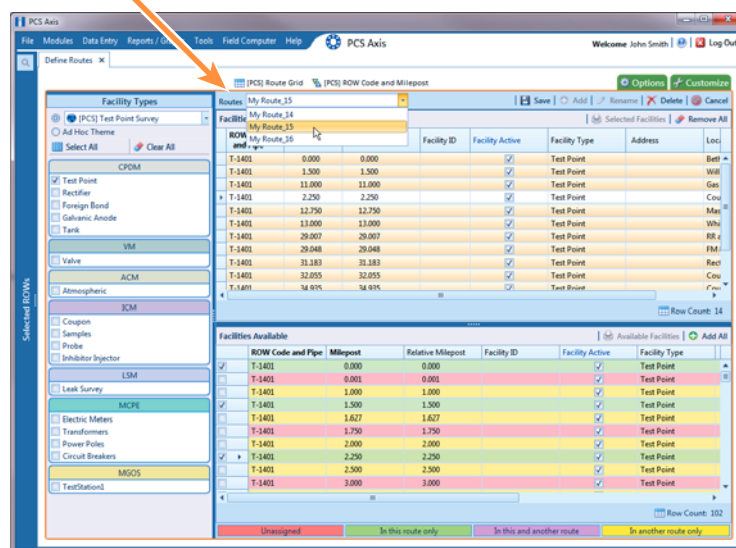 PCS Axis
File Modules Data Entry Reports / Tools Field Computer Help PCS Axis Welcome John Smith Log Out
Define Routes
[PCS] Route Grid [PCS] ROW Code and Milepost Options Customize
Facility Types
Routes My Route_15 Save Add Rename Delete Cancel
[PCS] Test Point Survey
Ad Hoc Theme
Select All Clear All
My Route_14
My Route_15
My Route_16
Selected Facilities Remove All
Facility ID Facility Active Facility Type Address
T-1401 0.000 0.000 Test Point
T-1401 1.500 1.500 Test Point
T-1401 11.000 11.000 Test Point Gas
T-1401 2.250 2.250 Test Point Cou
T-1401 12.750 12.750 Test Point
T-1401 13.000 13.000 Test Point Whi
T-1401 29.007 29.007 Test Point
T-1401 29.048 29.048 Test Point FM
T-1401 31.183 31.183 Test Point
T-1401 32.055 32.055 Test Point Cou
T-1401 34.935 34.935 Test Point
Row Count: 14
CPDM
Test Point
Rectifier
Foreign Bond
Galvanic Anode
Tank
VM
Valve
ACM
Atmospheric
ICM
Coupon
Samples
Probe
Inhibitor Injector
LSM
Leak Survey
MCPE
Electric Meters
Transformers
Power Poles
Circuit Breakers
MGOS
TestStation1
Selected ROWs
Facilities Available Available Facilities Add All
ROW Code and Pipe Milepost Relative Milepost Facility ID Facility Active Facility Type
T-1401 0.000 0.000 Test Point
T-1401 0.001 0.001 Test Point
T-1401 1.000 1.000 Test Point
T-1401 1.500 1.500 Test Point
T-1401 1.627 1.627 Test Point
T-1401 1.750 1.750 Test Point
T-1401 2.000 2.000 Test Point
T-1401 2.250 2.250 Test Point
T-1401 2.500 2.500 Test Point
T-1401 3.000 3.000 Test Point
Row Count: 102
Unassigned In this route only In this and another route In another route only